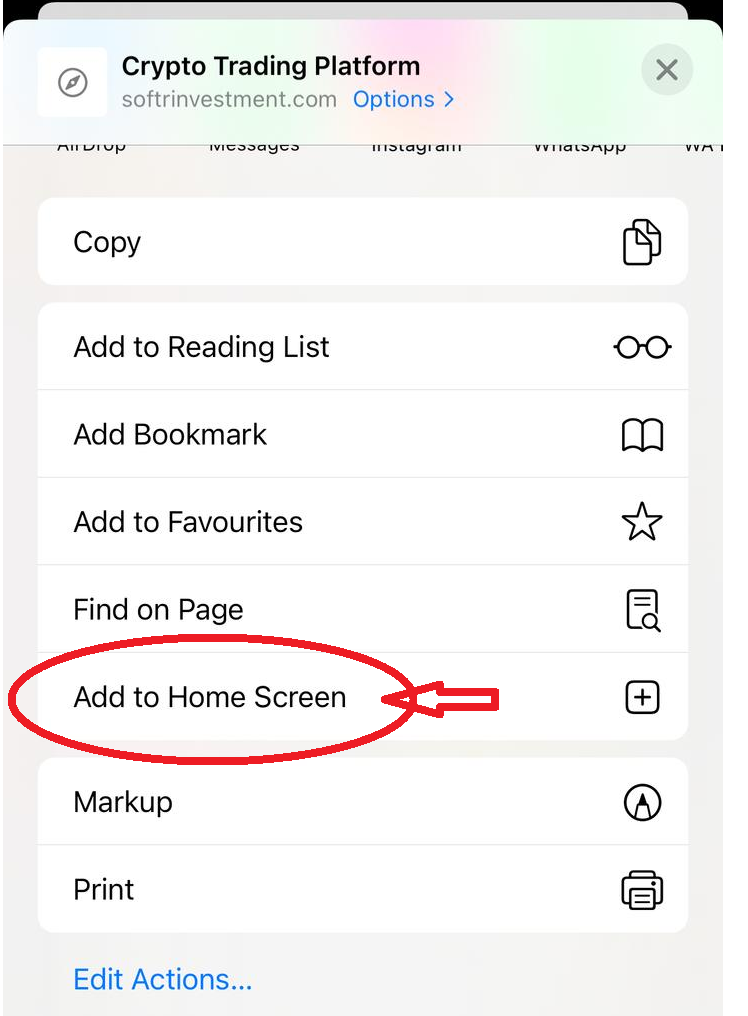 Crypto Trading Platform
softrinvestment.com Options >
AirDrop Messages Instagram WhatsApp WA
Copy
Add to Reading List
Add Bookmark
Add to Favourites
Find on Page
Add to Home Screen
Markup
Print
Edit Actions...